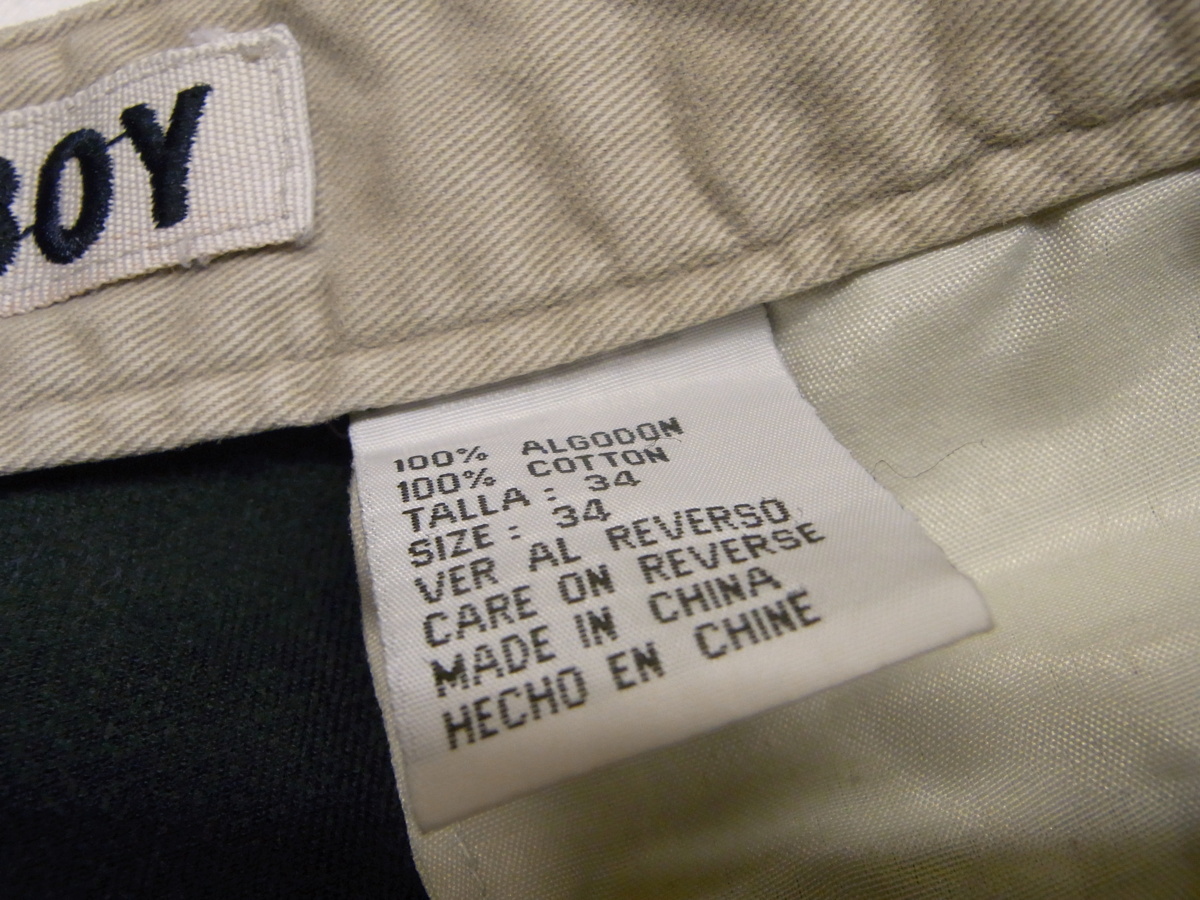 BOY
100% ALGODON
100% COTTON
TALLA : 34
SIZE : 34
VER AL REVERSO
CARE ON REVERSE
MADE IN CHINA
HECHO EN CHINE